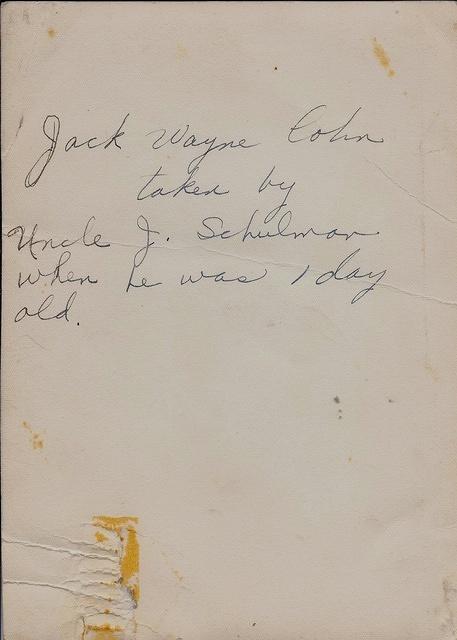 Jack Wayne Cohn
taken by
Uncle J. Schulman
when he was 1 day
old.